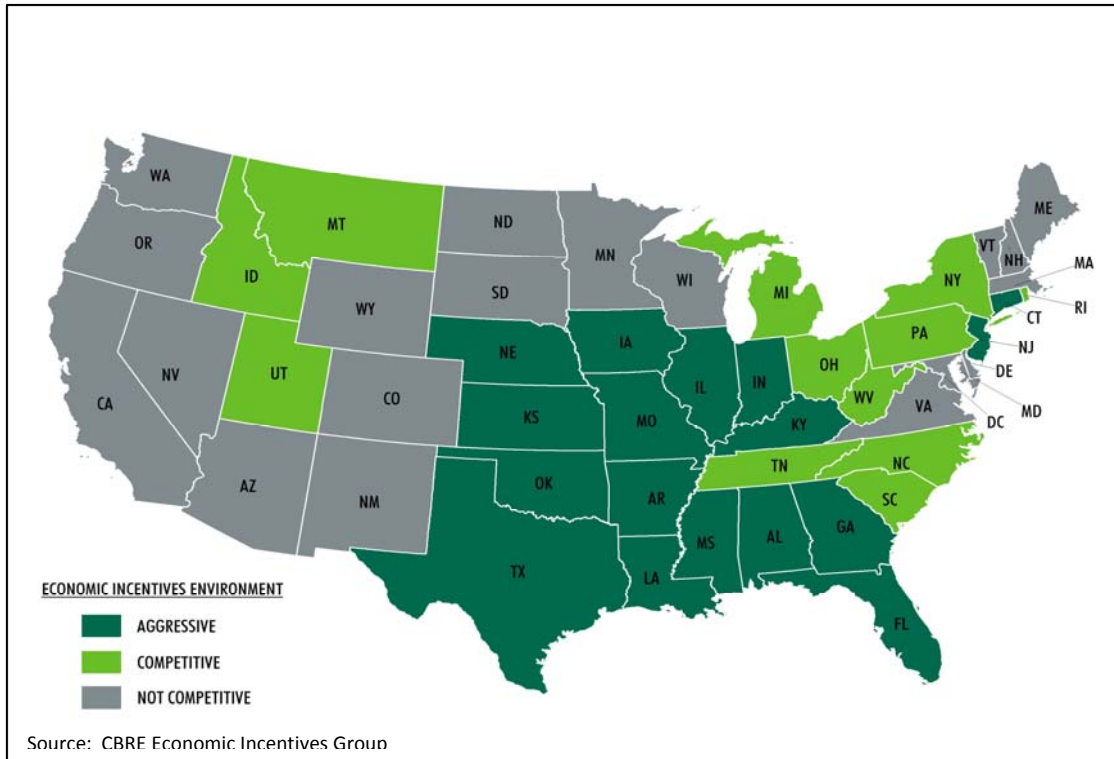 WA
MT
ND
ME
OR
MN
VT
NH
ID
SD
WI
MA
WY
MI
NY
RI
CT
NE
IA
PA
NJ
NV
UT
CO
IL
IN
OH
DE
CA
KS
MO
WV
VA
MD
KY
DC
AZ
NM
OK
AR
TN
NC
SC
TX
LA
MS
AL
GA
FL
ECONOMIC INCENTIVES ENVIRONMENT
AGGRESSIVE
COMPETITIVE
NOT COMPETITIVE
Source: CBRE Economic Incentives Group